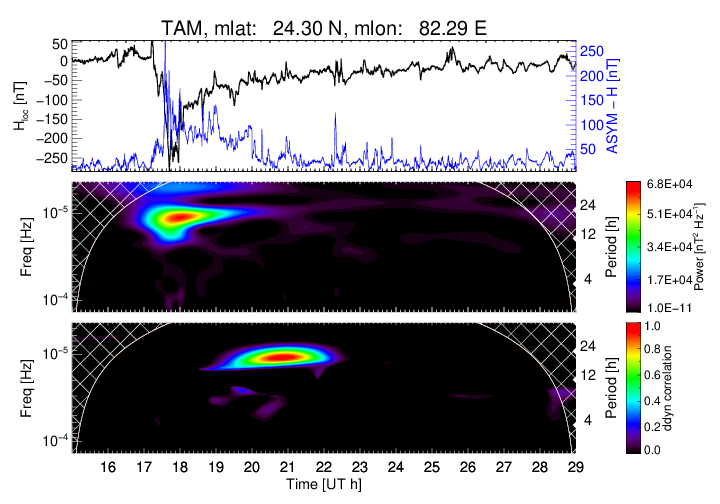 TAM, mlat: 24.30 N, mlon: 82.29 E
50
0
−50
−100
−150
−200
−250
Hloc [nT]
250
200
150
100
50
ASYM − H [nT]
10⁻⁵
10⁻⁴
Freq [Hz]
24
12
4
Period [h]
6.8E+04
5.1E+04
3.4E+04
1.7E+04
1.0E−11
Power [nT² Hz⁻¹]
10⁻⁵
10⁻⁴
Freq [Hz]
24
12
4
Period [h]
1.0
0.8
0.6
0.4
0.2
0.0
ddyn correlation
16 17 18 19 20 21 22 23 24 25 26 27 28 29
Time [UT h]